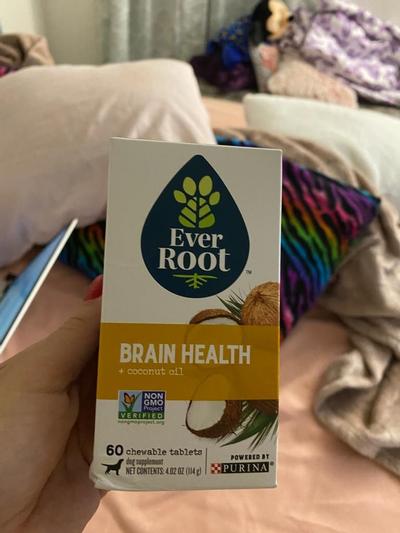 Ever
Root
™
BRAIN HEALTH
+ coconut oil
NON
GMO
Project
VERIFIED
nongmoproject.org
60 chewable tablets
dog supplement
NET CONTENTS: 4.02 OZ (114 g)
POWERED BY
PURINA